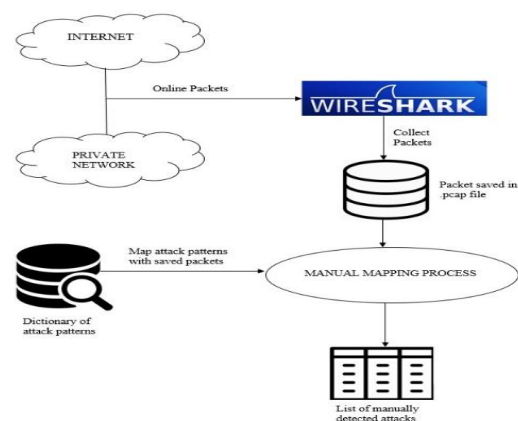 INTERNET
Online Packets
WIRESHARK
Collect
Packets
PRIVATE
NETWORK
Packet saved in
.pcap file
Map attack patterns
with saved packets
MANUAL MAPPING PROCESS
Dictionary of
attack patterns
List of manually
detected attacks